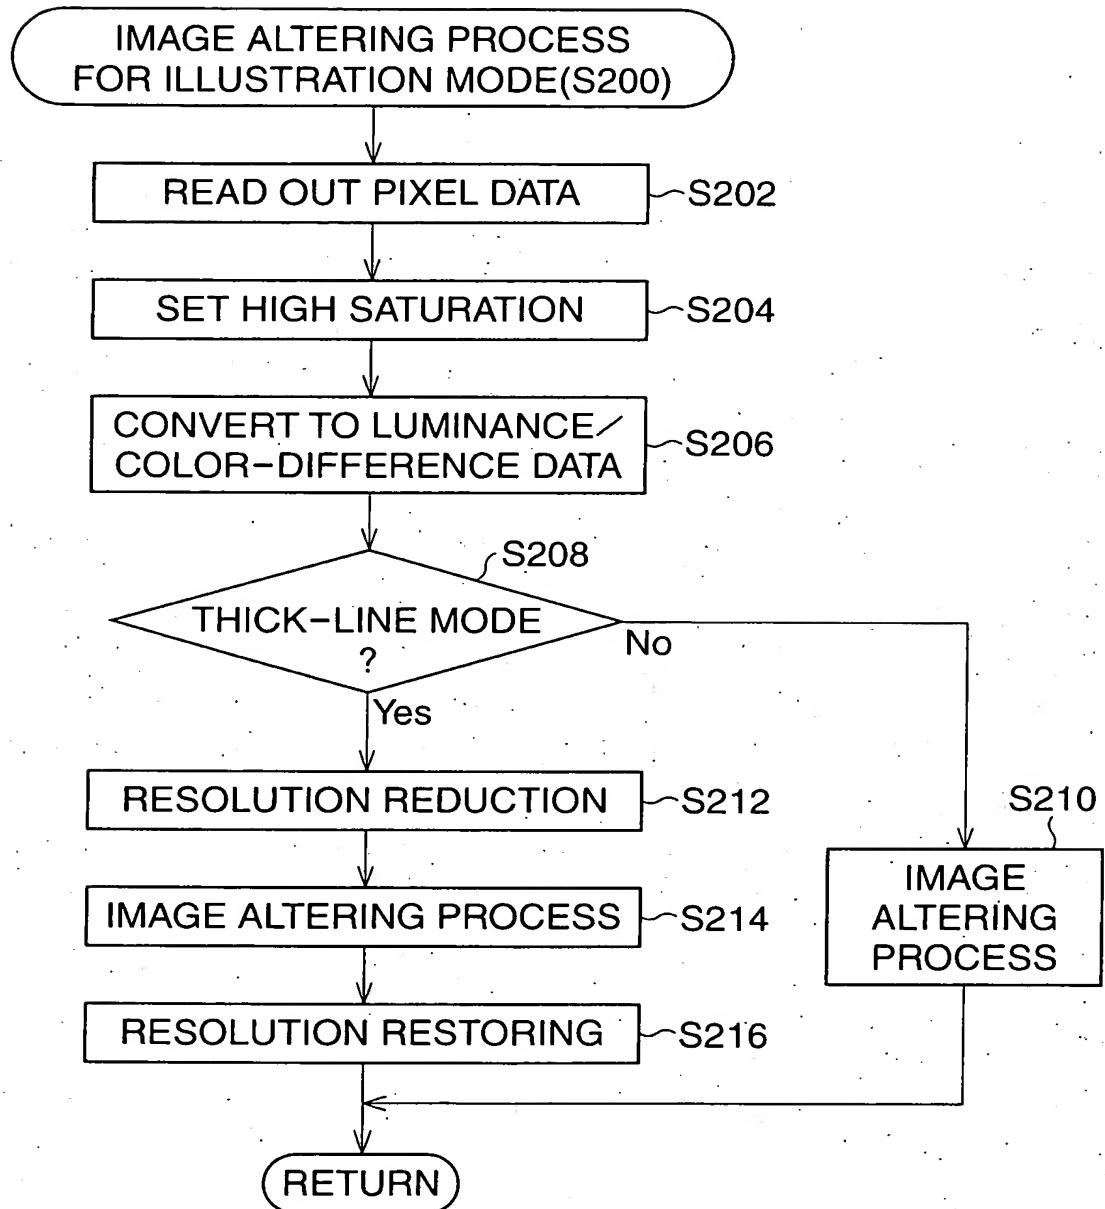 IMAGE ALTERING PROCESS
FOR ILLUSTRATION MODE(S200)
READ OUT PIXEL DATA
S202
SET HIGH SATURATION
S204
CONVERT TO LUMINANCE/
COLOR-DIFFERENCE DATA
S206
S208
THICK-LINE MODE
?
No
Yes
RESOLUTION REDUCTION
S212
S210
IMAGE
ALTERING
PROCESS
IMAGE ALTERING PROCESS
S214
RESOLUTION RESTORING
S216
RETURN